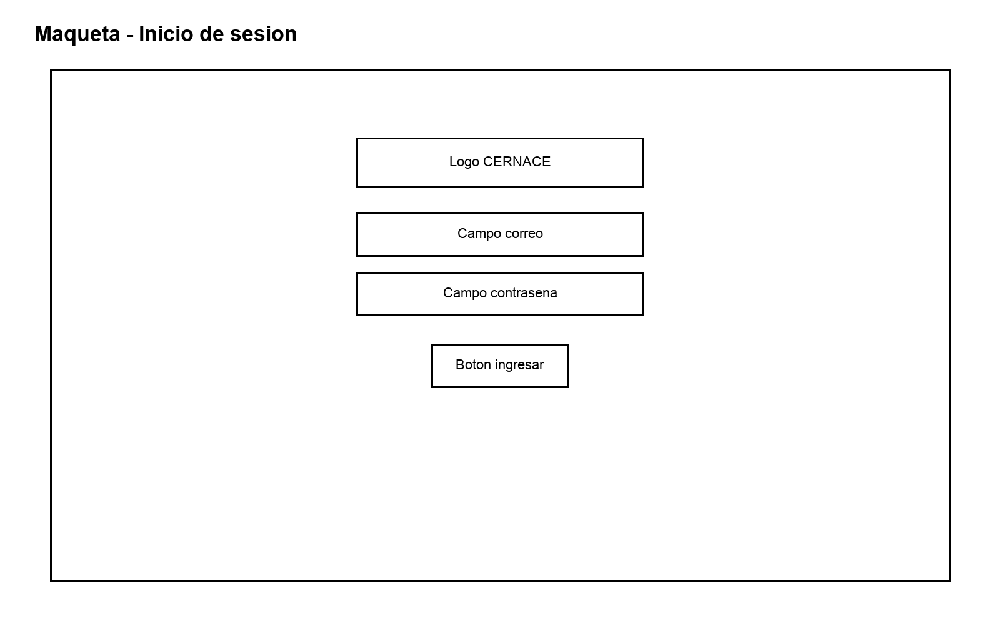 Maqueta - Inicio de sesion
Logo CERNACE
Campo correo
Campo contrasena
Boton ingresar